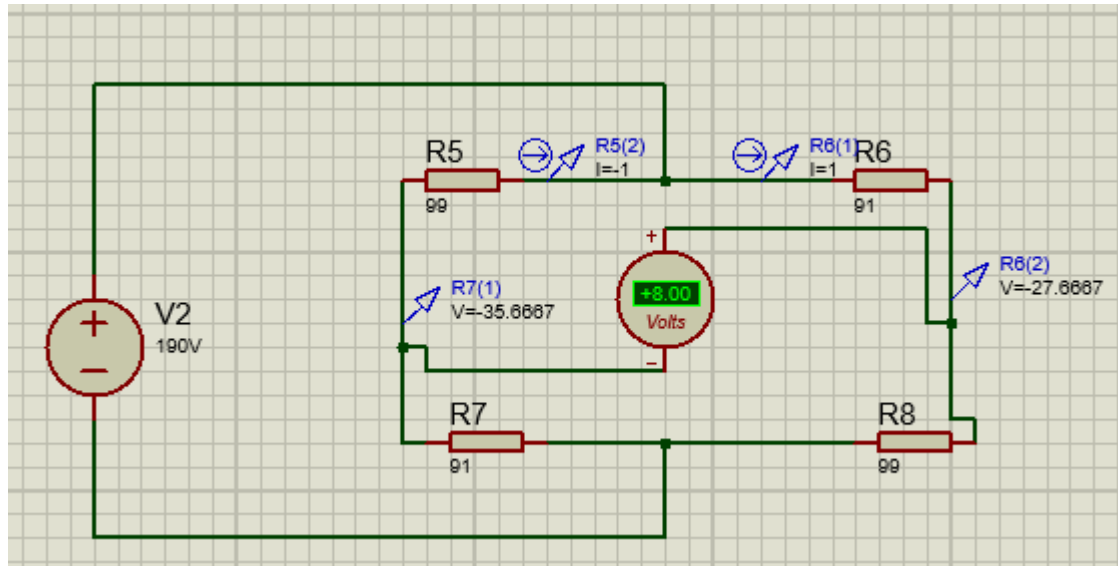 R5
R5(2)
I=-1
R6(1)
I=1
R6
99
91
+
+8.00
Volts
−
R7(1)
V=-35.6667
R6(2)
V=-27.6667
V2
190V
+
−
R7
91
R8
99